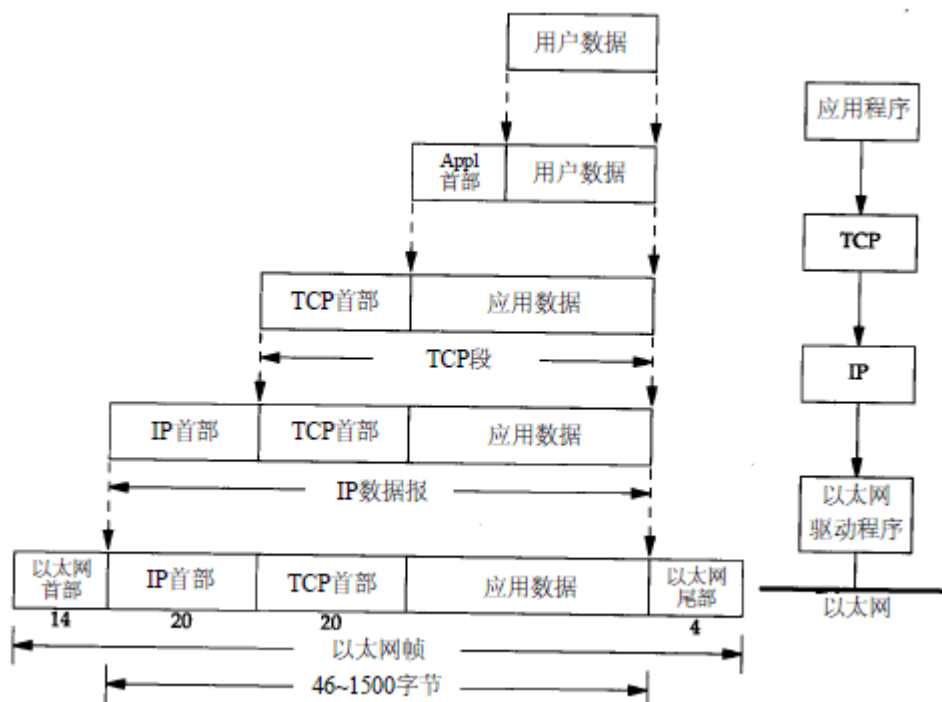 用户数据
应用程序
Appl
首部
用户数据
TCP
TCP首部
应用数据
TCP段
IP
IP首部
TCP首部
应用数据
IP数据报
以太网
驱动程序
以太网
首部
IP首部
TCP首部
应用数据
以太网
尾部
以太网
14
20
20
4
以太网帧
46~1500字节